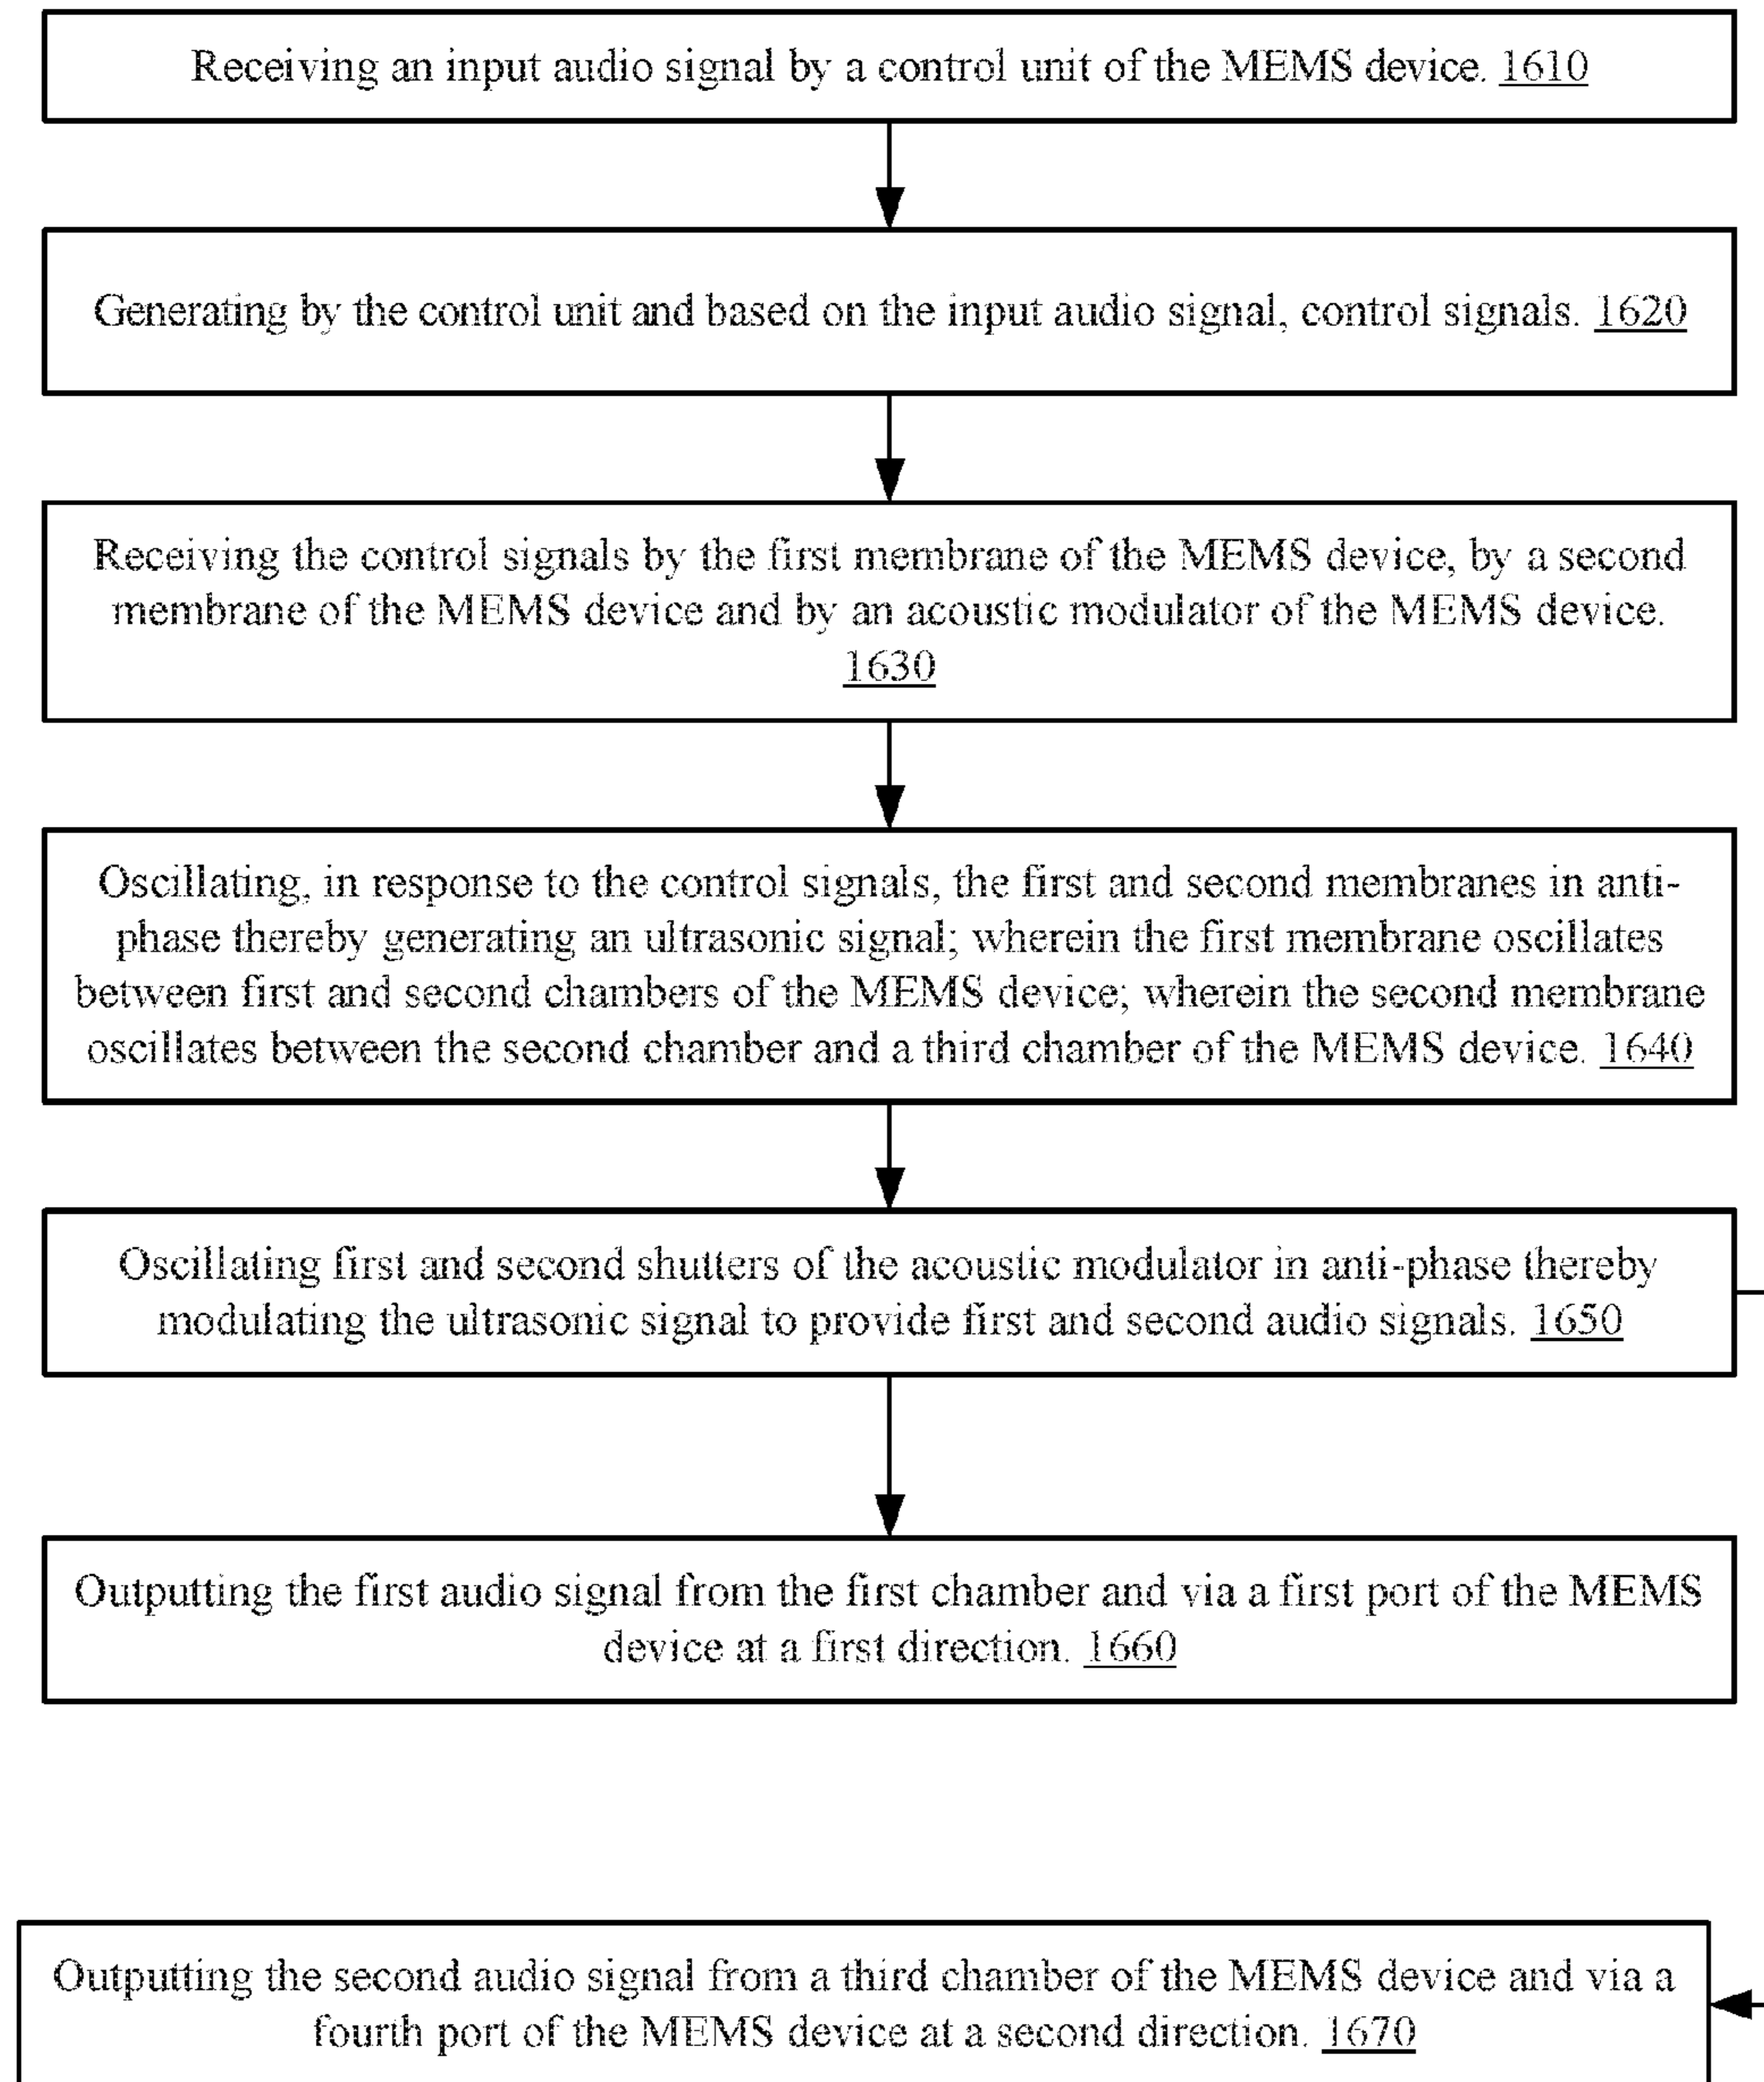 Receiving an input audio signal by a control unit of the MEMS device. 1610
Generating by the control unit and based on the input audio signal, control signals. 1620
Receiving the control signals by the first membrane of the MEMS device, by a second
membrane of the MEMS device and by an acoustic modulator of the MEMS device.
1630
Oscillating, in response to the control signals, the first and second membranes in anti-
phase thereby generating an ultrasonic signal; wherein the first membrane oscillates
between first and second chambers of the MEMS device; wherein the second membrane
oscillates between the second chamber and a third chamber of the MEMS device. 1640
Oscillating first and second shutters of the acoustic modulator in anti-phase thereby
modulating the ultrasonic signal to provide first and second audio signals. 1650
Outputting the first audio signal from the first chamber and via a first port of the MEMS
device at a first direction. 1660
Outputting the second audio signal from a third chamber of the MEMS device and via a
fourth port of the MEMS device at a second direction. 1670